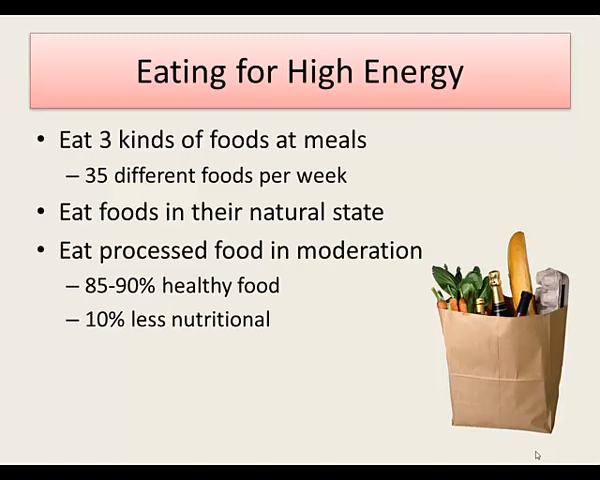 Eating for High Energy
• Eat 3 kinds of foods at meals
– 35 different foods per week
• Eat foods in their natural state
• Eat processed food in moderation
– 85-90% healthy food
– 10% less nutritional